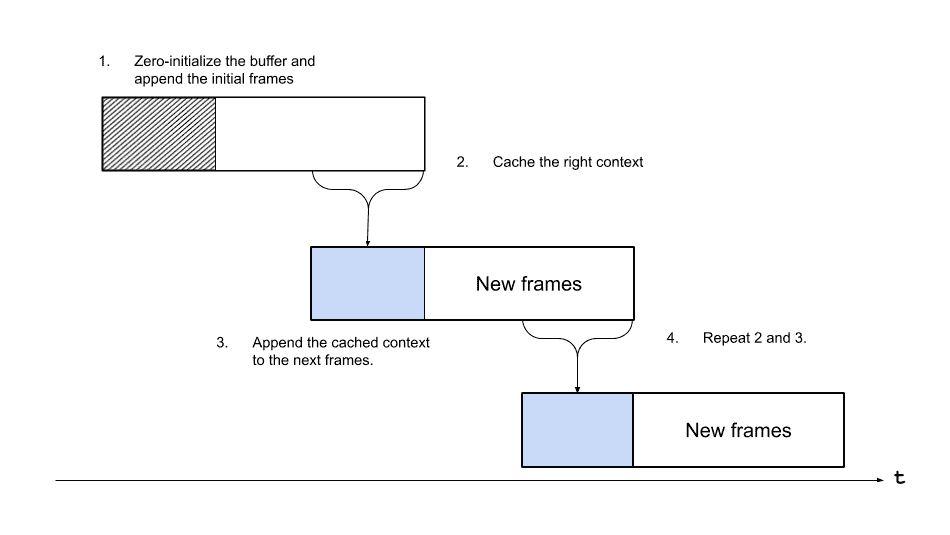 1. Zero-initialize the buffer and
append the initial frames
2. Cache the right context
New frames
3. Append the cached context
to the next frames.
4. Repeat 2 and 3.
New frames
t